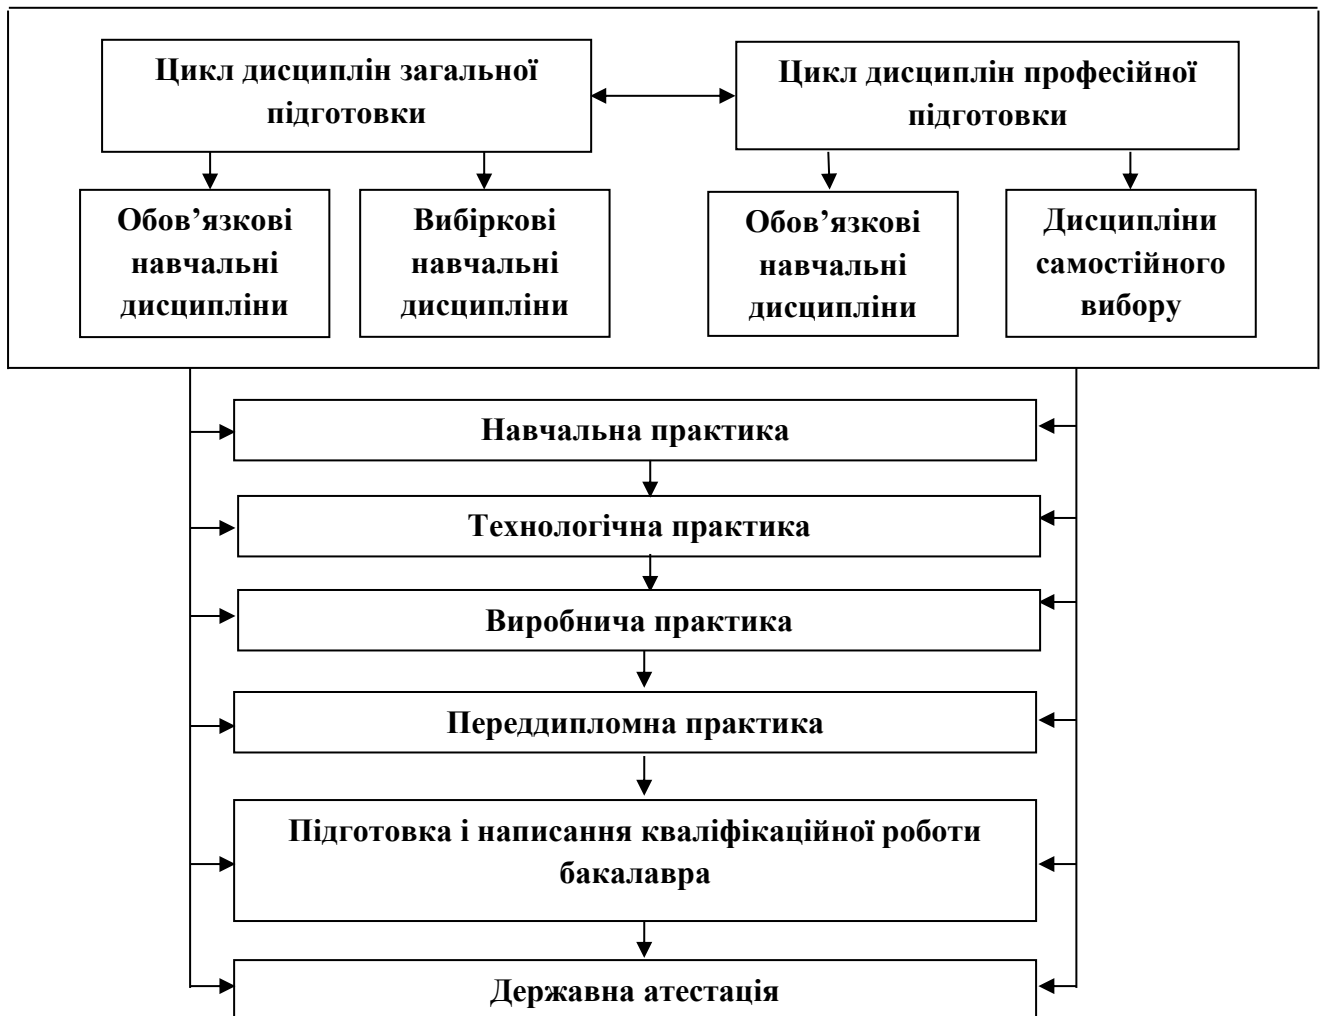 Цикл дисциплін загальної
підготовки
Цикл дисциплін професійної
підготовки
Обов’язкові
навчальні
дисципліни
Вибіркові
навчальні
дисципліни
Обов’язкові
навчальні
дисципліни
Дисципліни
самостійного
вибору
Навчальна практика
Технологічна практика
Виробнича практика
Переддипломна практика
Підготовка і написання кваліфікаційної роботи
бакалавра
Державна атестація